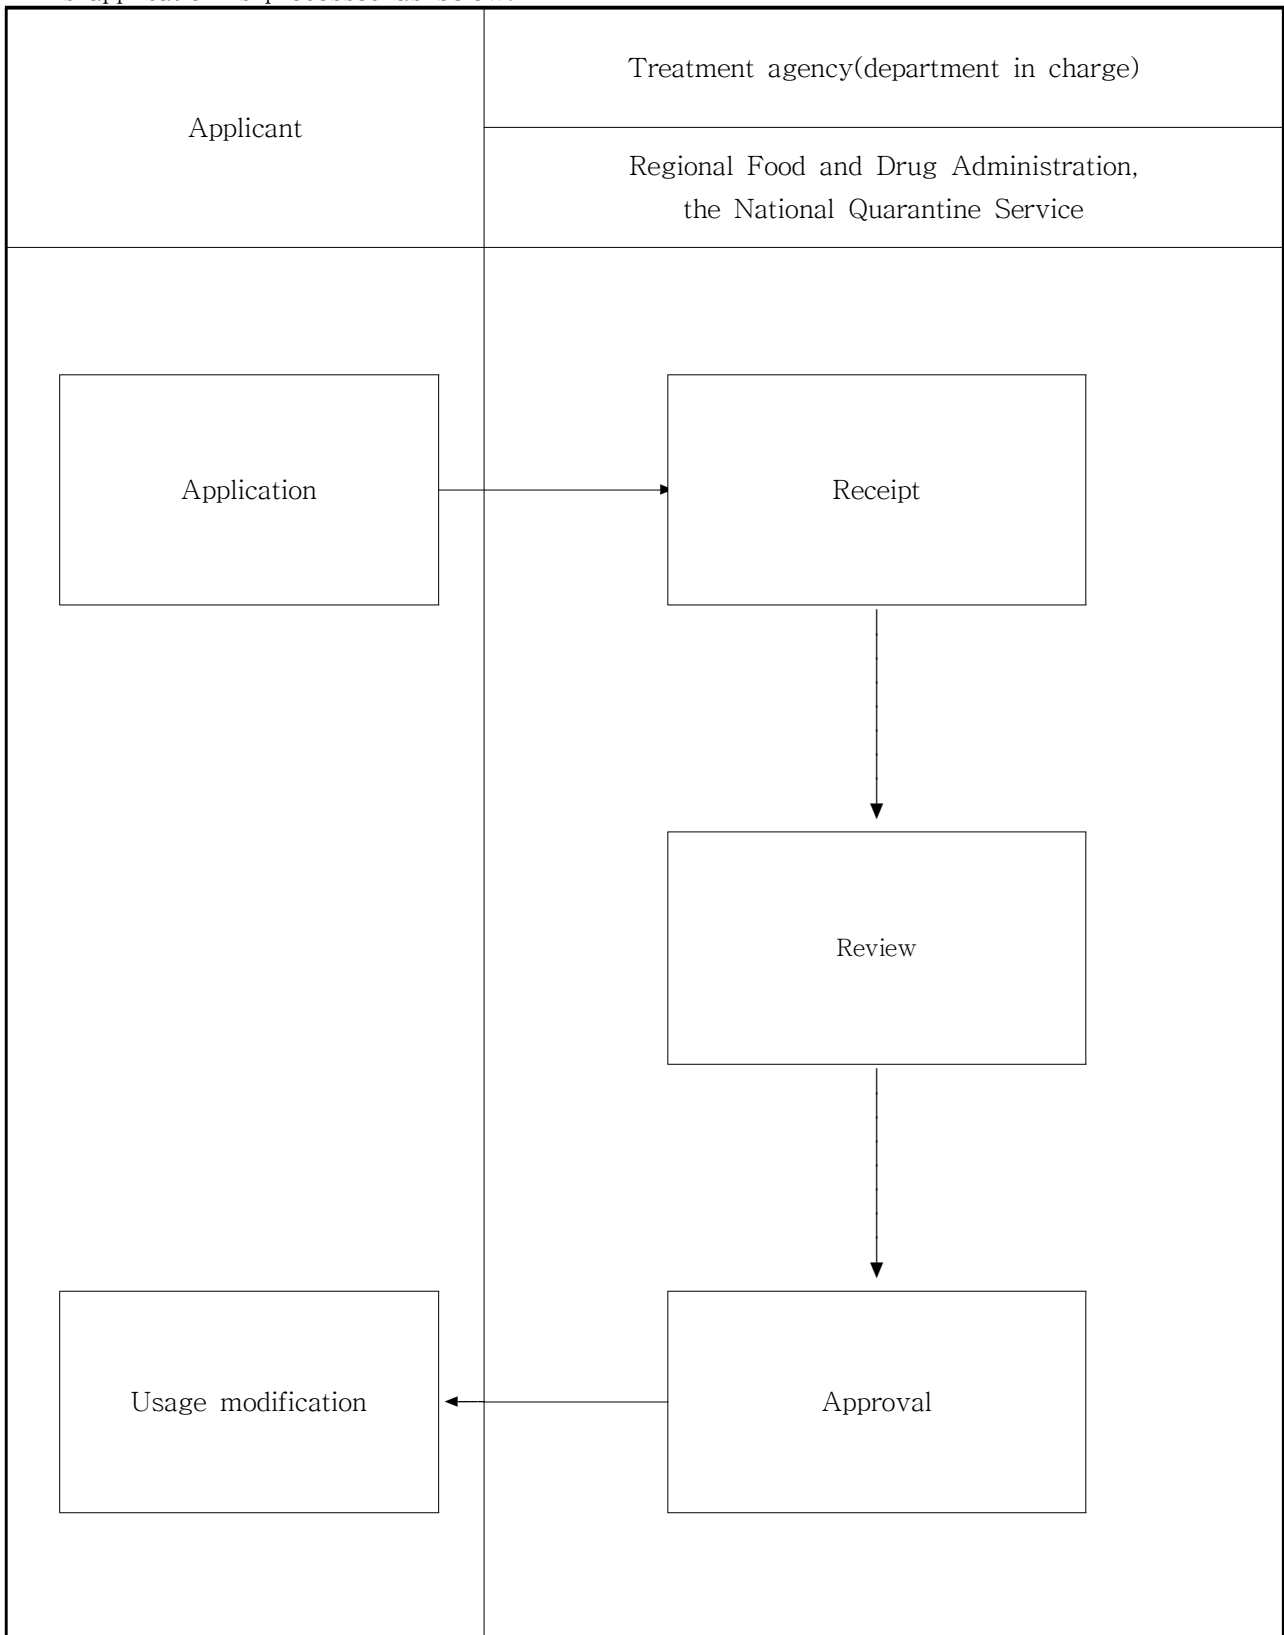 Applicant
Treatment agency(department in charge)
Regional Food and Drug Administration,
the National Quarantine Service
Application
Receipt
Review
Usage modification
Approval